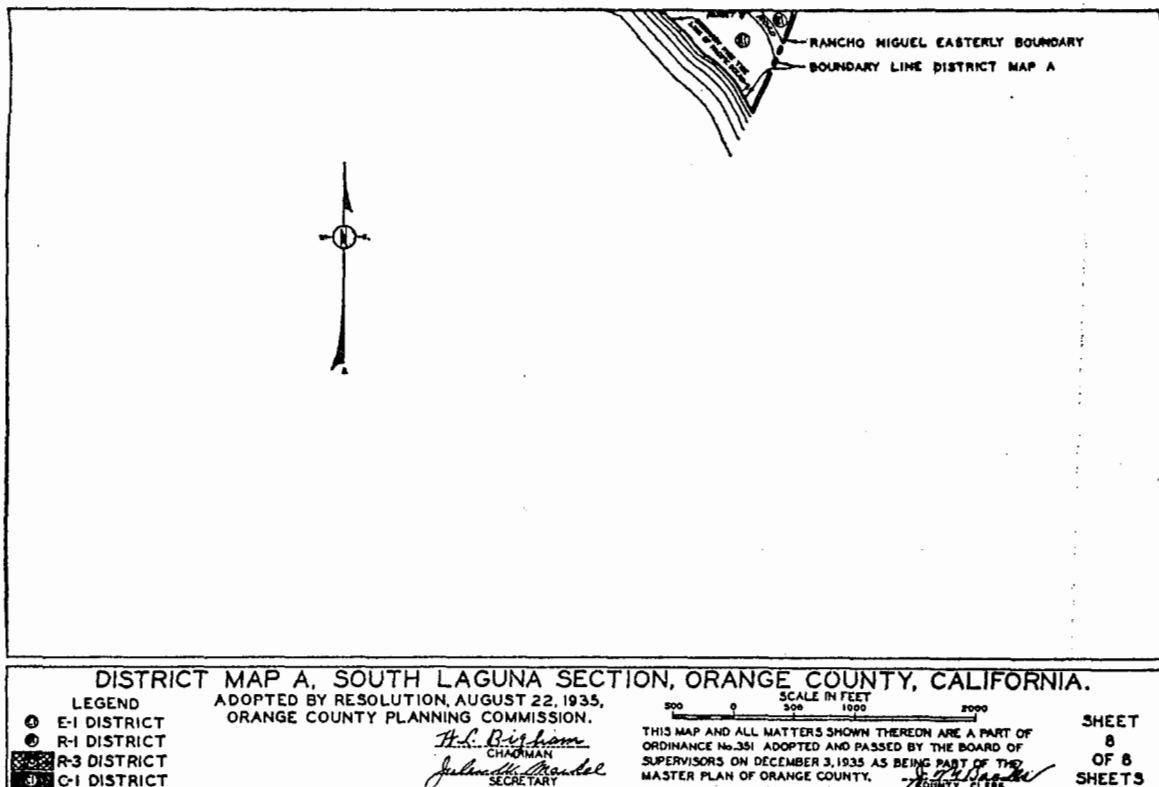 RANCHO NIGUEL EASTERLY BOUNDARY
BOUNDARY LINE DISTRICT MAP A
N
DISTRICT MAP A, SOUTH LAGUNA SECTION, ORANGE COUNTY, CALIFORNIA.
LEGEND
E-1 DISTRICT
R-1 DISTRICT
R-3 DISTRICT
C-1 DISTRICT
ADOPTED BY RESOLUTION, AUGUST 22, 1935,
ORANGE COUNTY PLANNING COMMISSION.
H.C. Bigham
CHAIRMAN
SECRETARY
SCALE IN FEET
500 0 500 1000 2000
THIS MAP AND ALL MATTERS SHOWN THEREON ARE A PART OF
ORDINANCE No.351 ADOPTED AND PASSED BY THE BOARD OF
SUPERVISORS ON DECEMBER 3, 1935 AS BEING PART OF THE
MASTER PLAN OF ORANGE COUNTY.
COUNTY CLERK
SHEET
8
OF 8
SHEETS